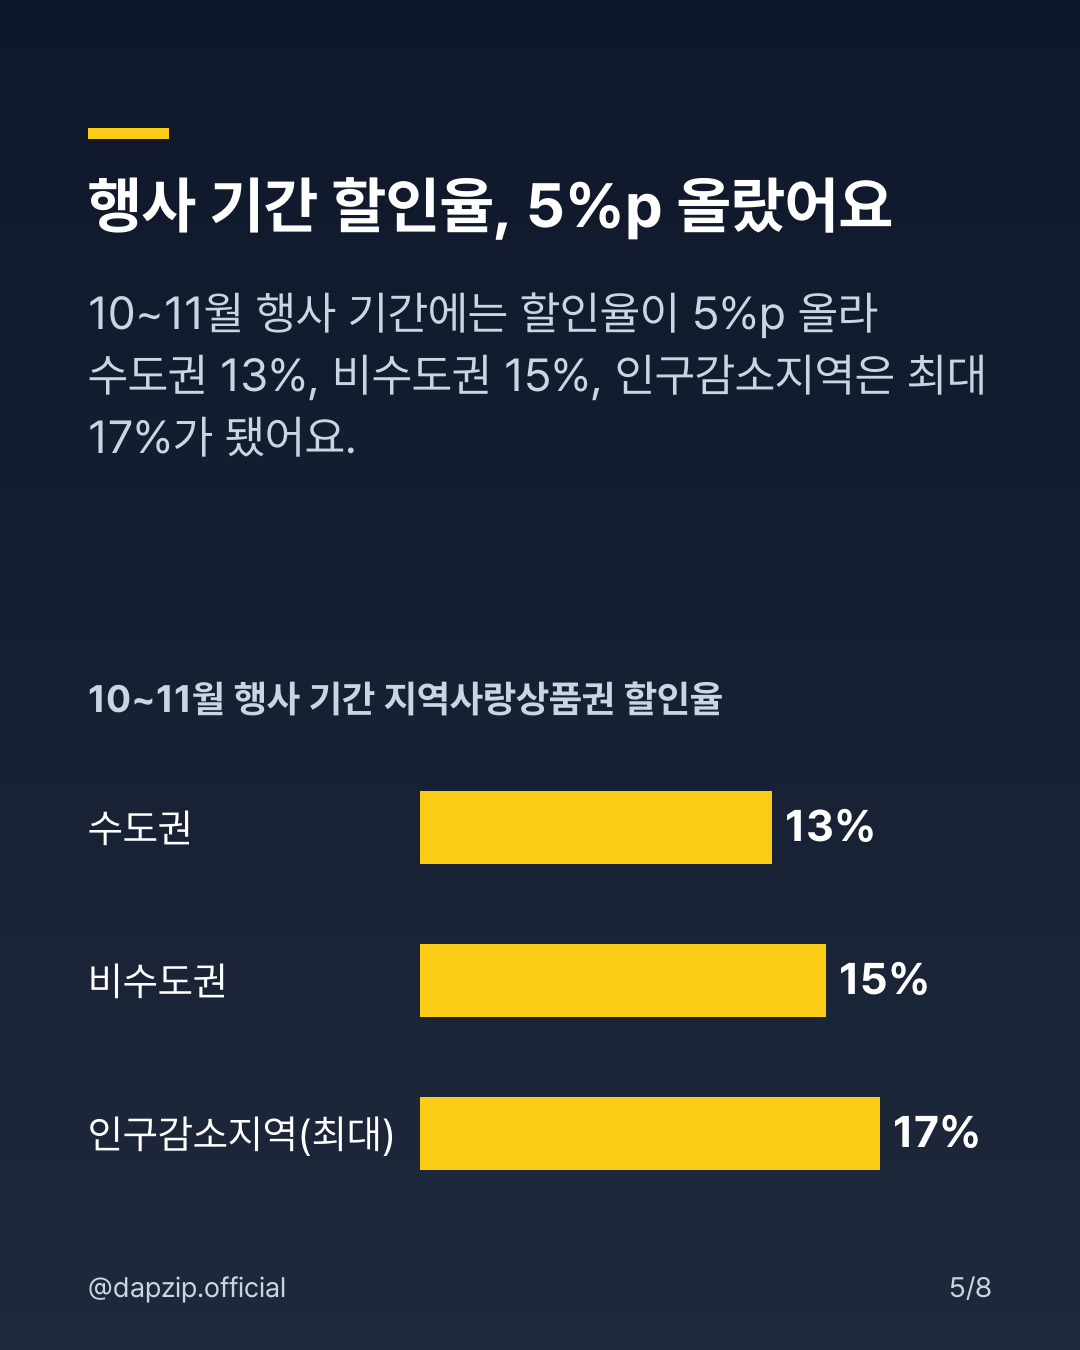 행사 기간 할인율, 5%p 올랐어요
10~11월 행사 기간에는 할인율이 5%p 올라
수도권 13%, 비수도권 15%, 인구감소지역은 최대
17%가 됐어요.
10~11월 행사 기간 지역사랑상품권 할인율
수도권 13%
비수도권 15%
인구감소지역(최대) 17%
@dapzip.official 5/8